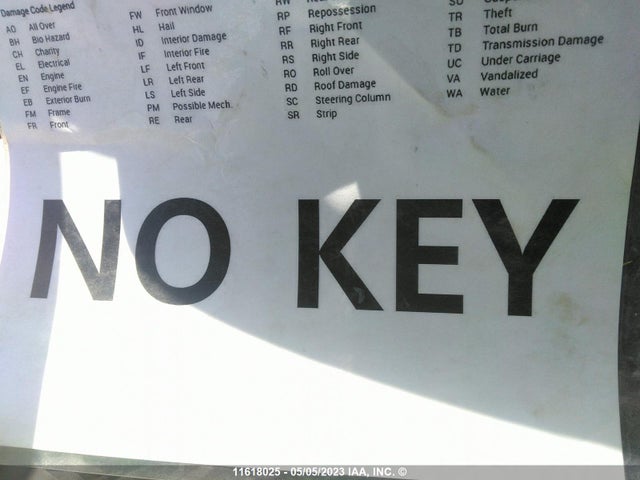 Damage Code Legend
AO All Over
BH Bio Hazard
CH Charity
EL Electrical
EN Engine
EF Engine Fire
EB Exterior Burn
FM Frame
FR Front
FW Front Window
HL Hail
ID Interior Damage
IF Interior Fire
LF Left Front
LR Left Rear
LS Left Side
PM Possible Mech.
RE Rear
RW
RP Repossession
RF Right Front
RR Right Rear
RS Right Side
RO Roll Over
RD Roof Damage
SC Steering Column
SR Strip
SU
TR Theft
TB Total Burn
TD Transmission Damage
UC Under Carriage
VA Vandalized
WA Water
NO KEY
11618025 - 05/05/2023 IAA, INC. ©